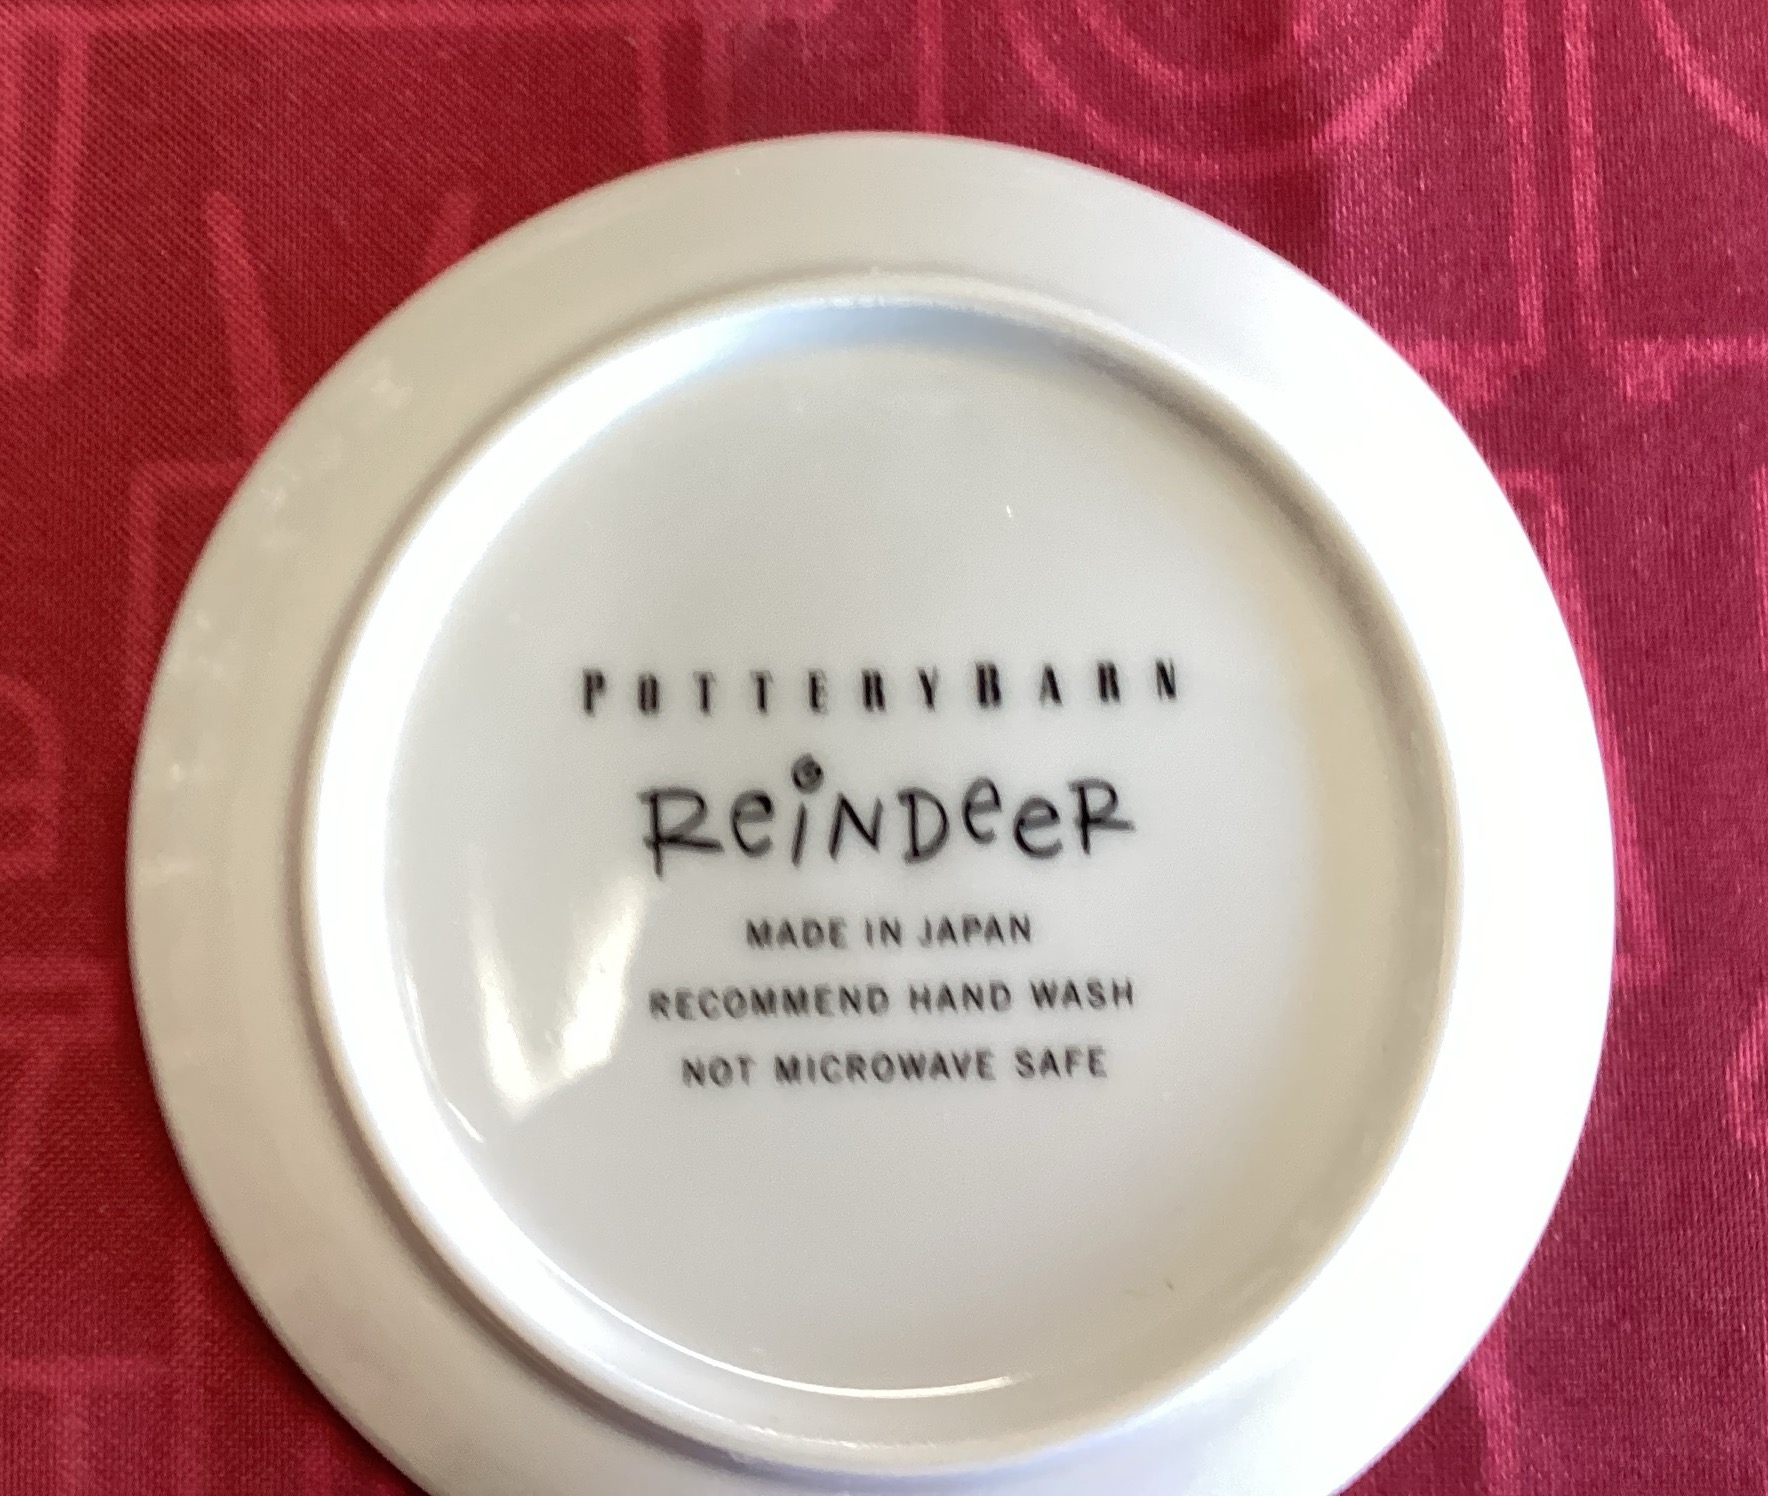 POTTERYBARN
ReiNDeeR
MADE IN JAPAN
RECOMMEND HAND WASH
NOT MICROWAVE SAFE